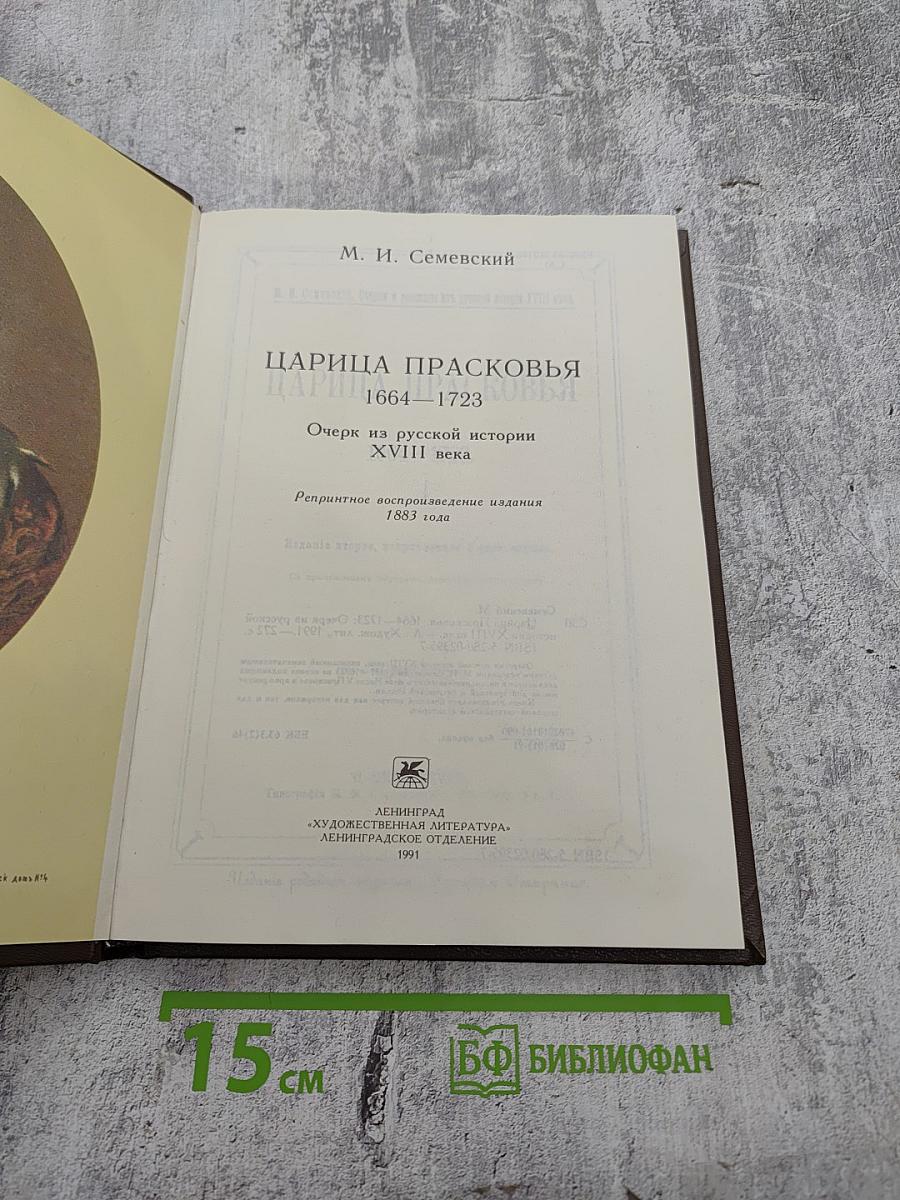 М. И. Семевский
ЦАРИЦА ПРАСКОВЬЯ
1664—1723
Очерк из русской истории
XVIII века
Репринтное воспроизведение издания
1883 года
ЛЕНИНГРАД
«ХУДОЖЕСТВЕННАЯ ЛИТЕРАТУРА»
ЛЕНИНГРАДСКОЕ ОТДЕЛЕНИЕ
1991
15 см
БФ БИБЛИОФАН